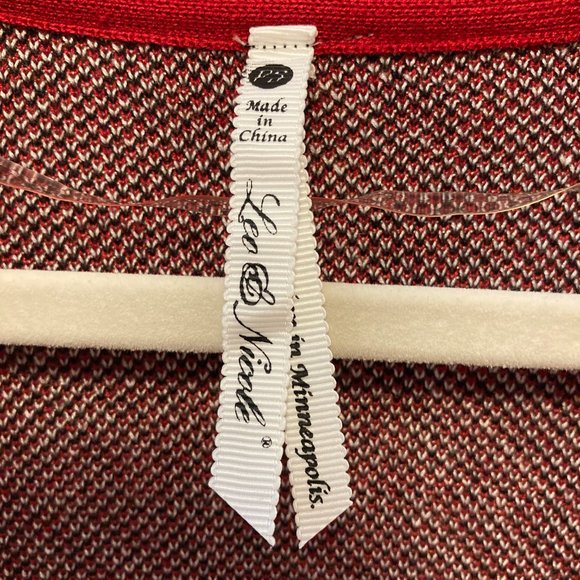 Made
in
China
Leo & Nicole ®
in Minneapolis.